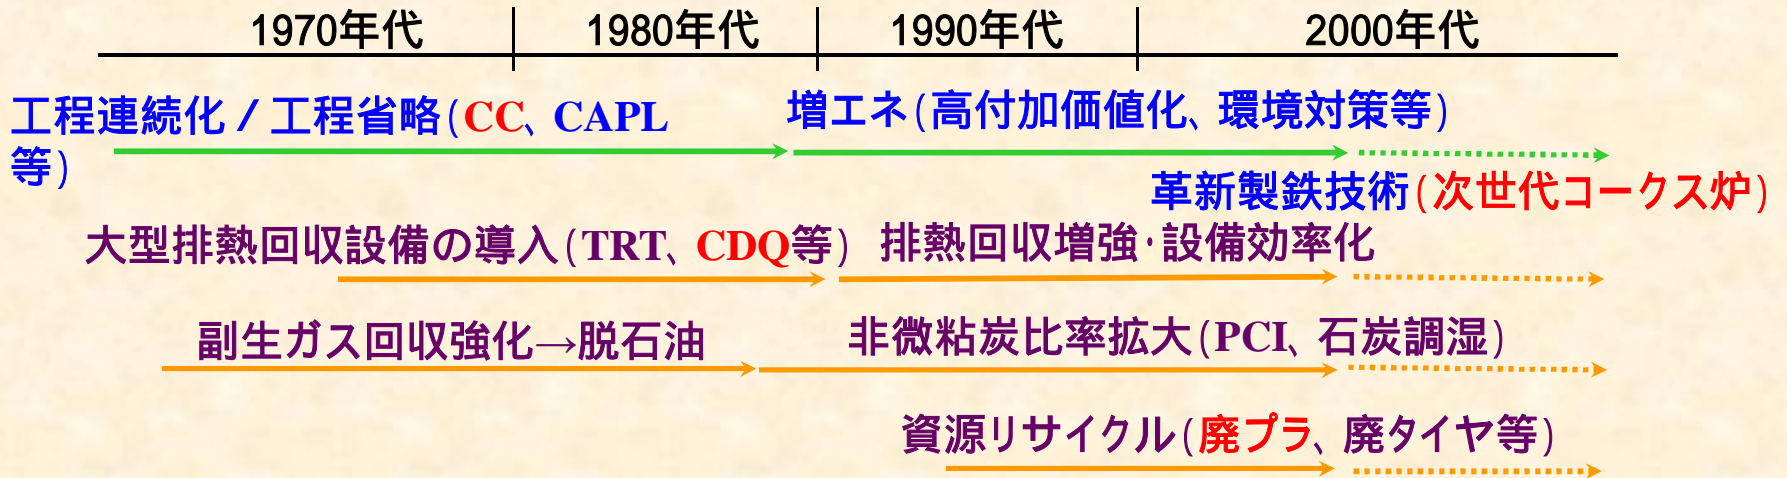 1970年代 1980年代 1990年代 2000年代
工程連続化/工程省略(CC、CAPL
等)
増エネ(高付加価値化、環境対策等)
革新製鉄技術(次世代コークス炉)
大型排熱回収設備の導入(TRT、CDQ等) 排熱回収増強・設備効率化
副生ガス回収強化→脱石油
非微粘炭比率拡大(PCI、石炭調湿)
資源リサイクル(廃プラ、廃タイヤ等)